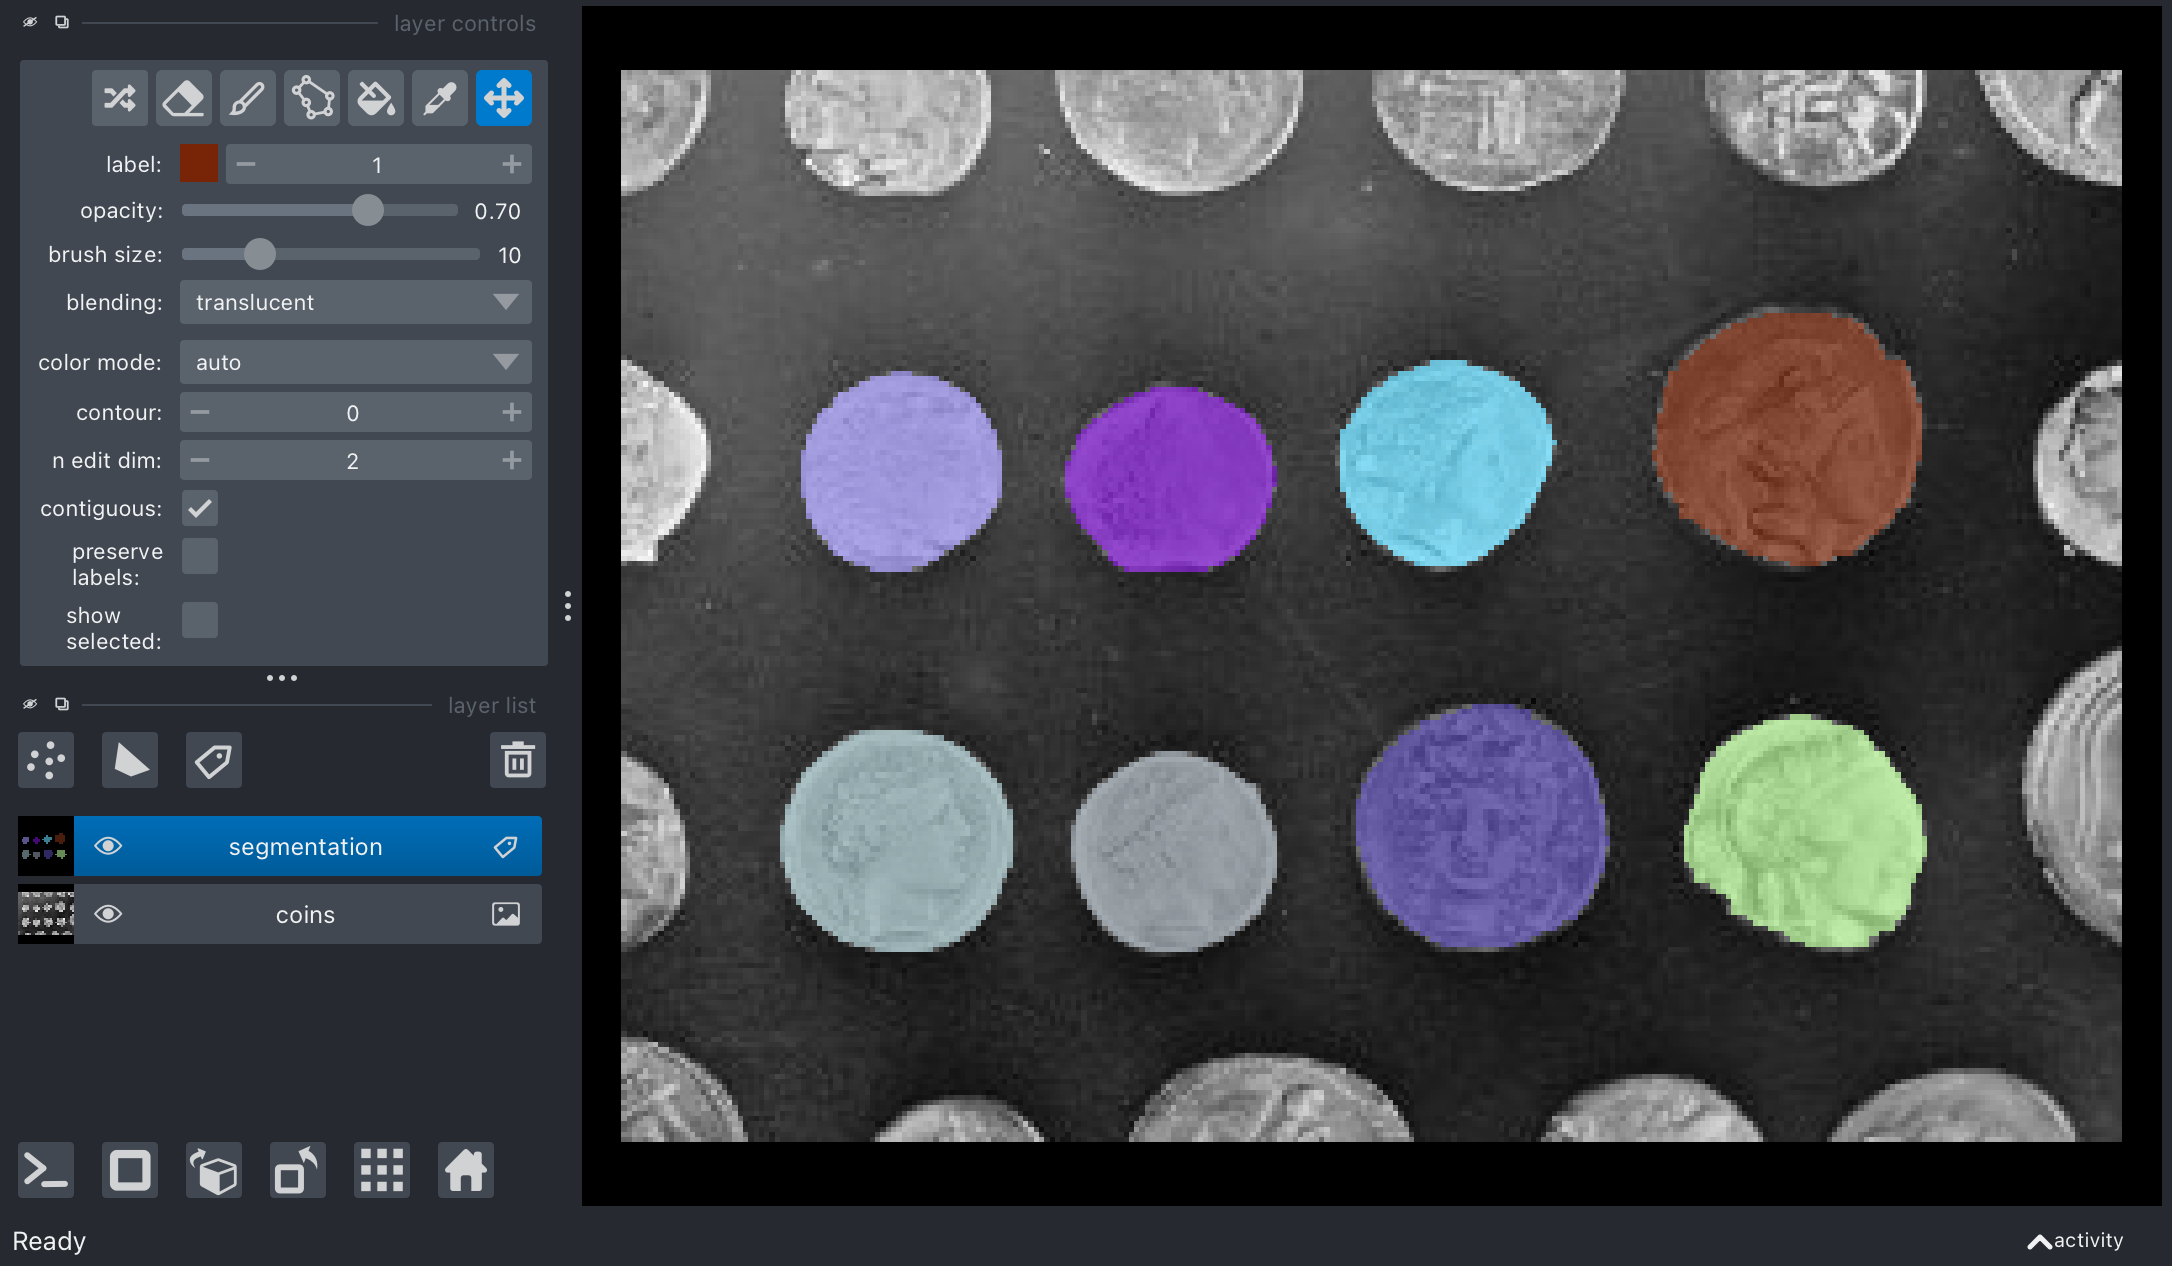 layer controls
label:
1
opacity:
0.70
brush size:
10
blending:
translucent
color mode:
auto
contour:
0
n edit dim:
2
contiguous:
preserve
labels:
show
selected:
layer list
segmentation
coins
Ready
activity